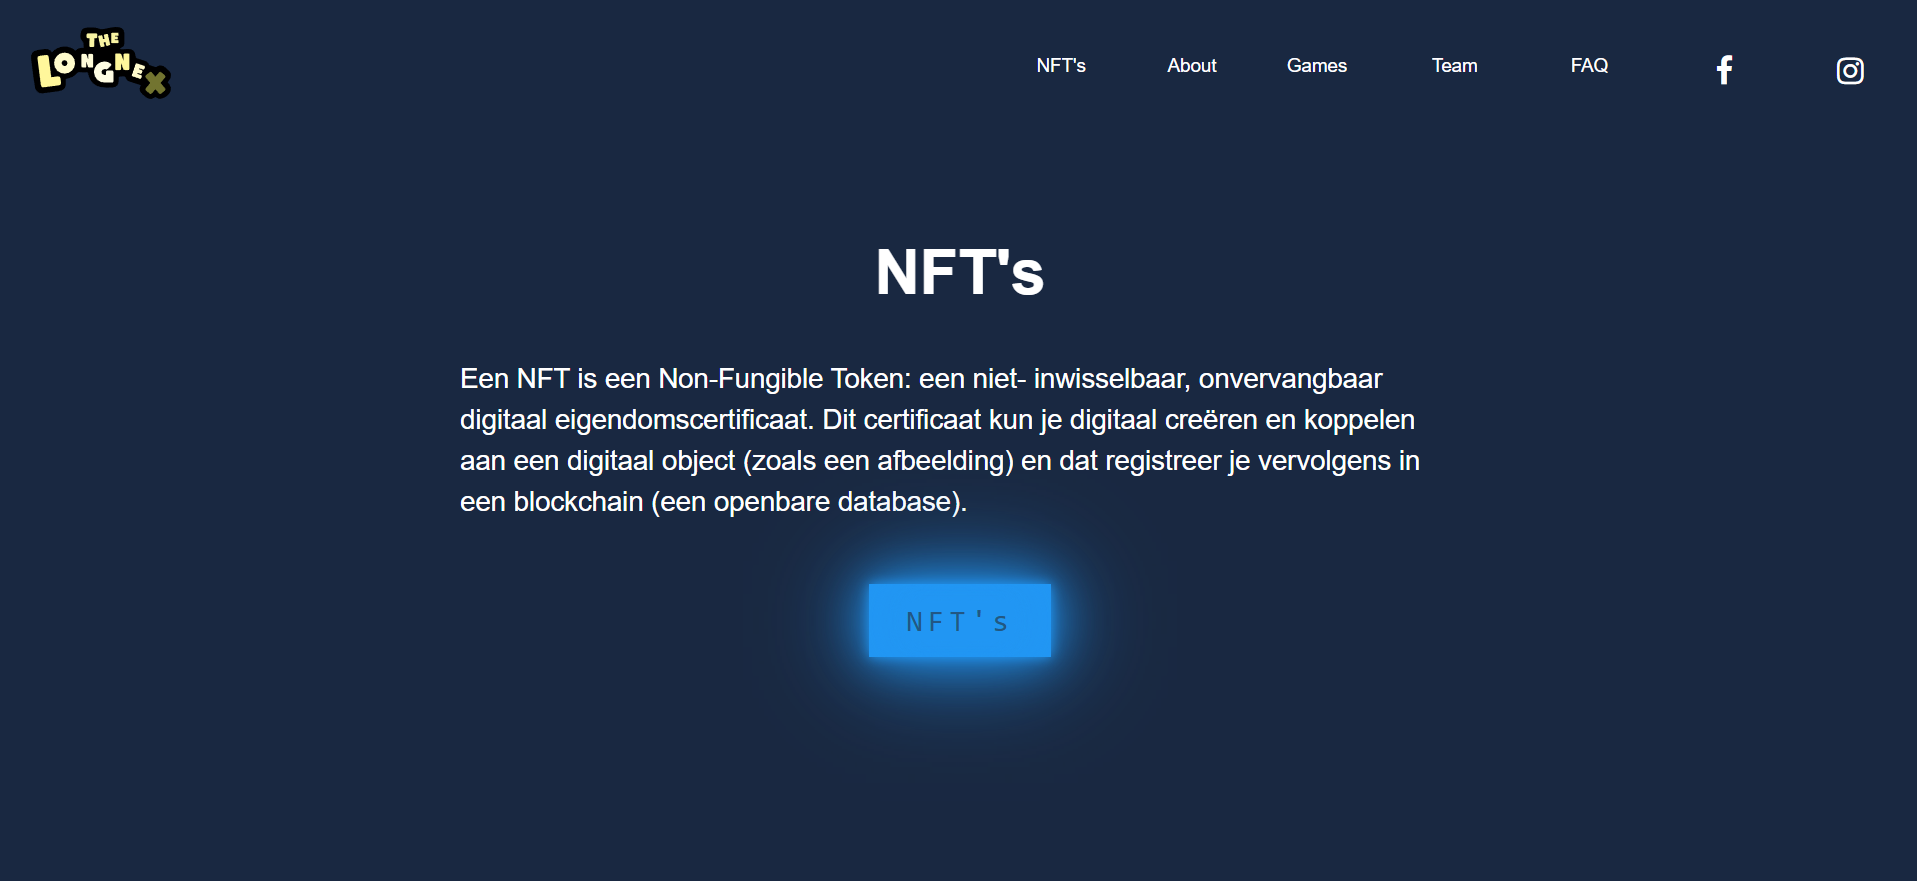 THE
LONGNEX
NFT's About Games Team FAQ
NFT's
Een NFT is een Non-Fungible Token: een niet- inwisselbaar, onvervangbaar
digitaal eigendomscertificaat. Dit certificaat kun je digitaal creëren en koppelen
aan een digitaal object (zoals een afbeelding) en dat registreer je vervolgens in
een blockchain (een openbare database).
NFT's